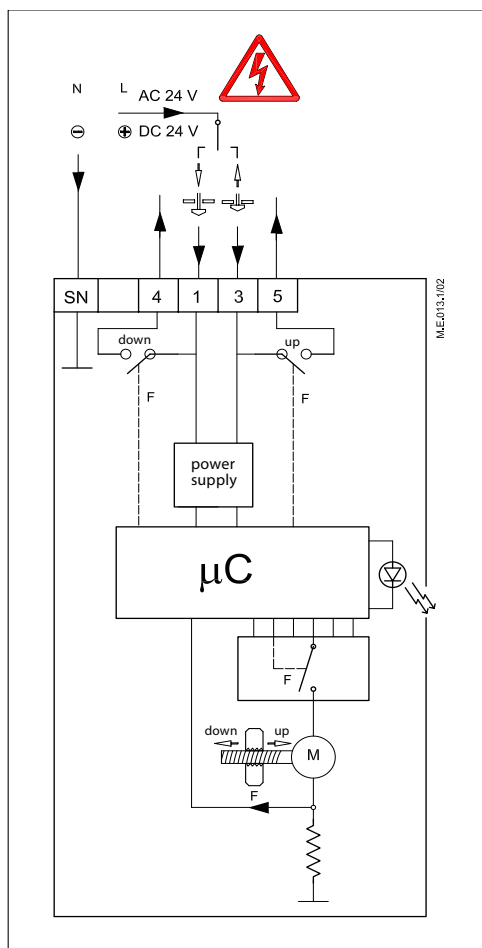 N L AC 24 V
⊖ ⊕ DC 24 V
SN 4 1 3 5
M.E.013.1/02
down up
F F
power
supply
µC
F
down up
M
F